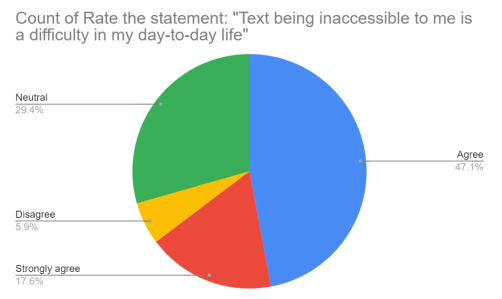 Count of Rate the statement: "Text being inaccessible to me is
a difficulty in my day-to-day life"
Neutral
29.4%
Agree
47.1%
Disagree
5.9%
Strongly agree
17.6%